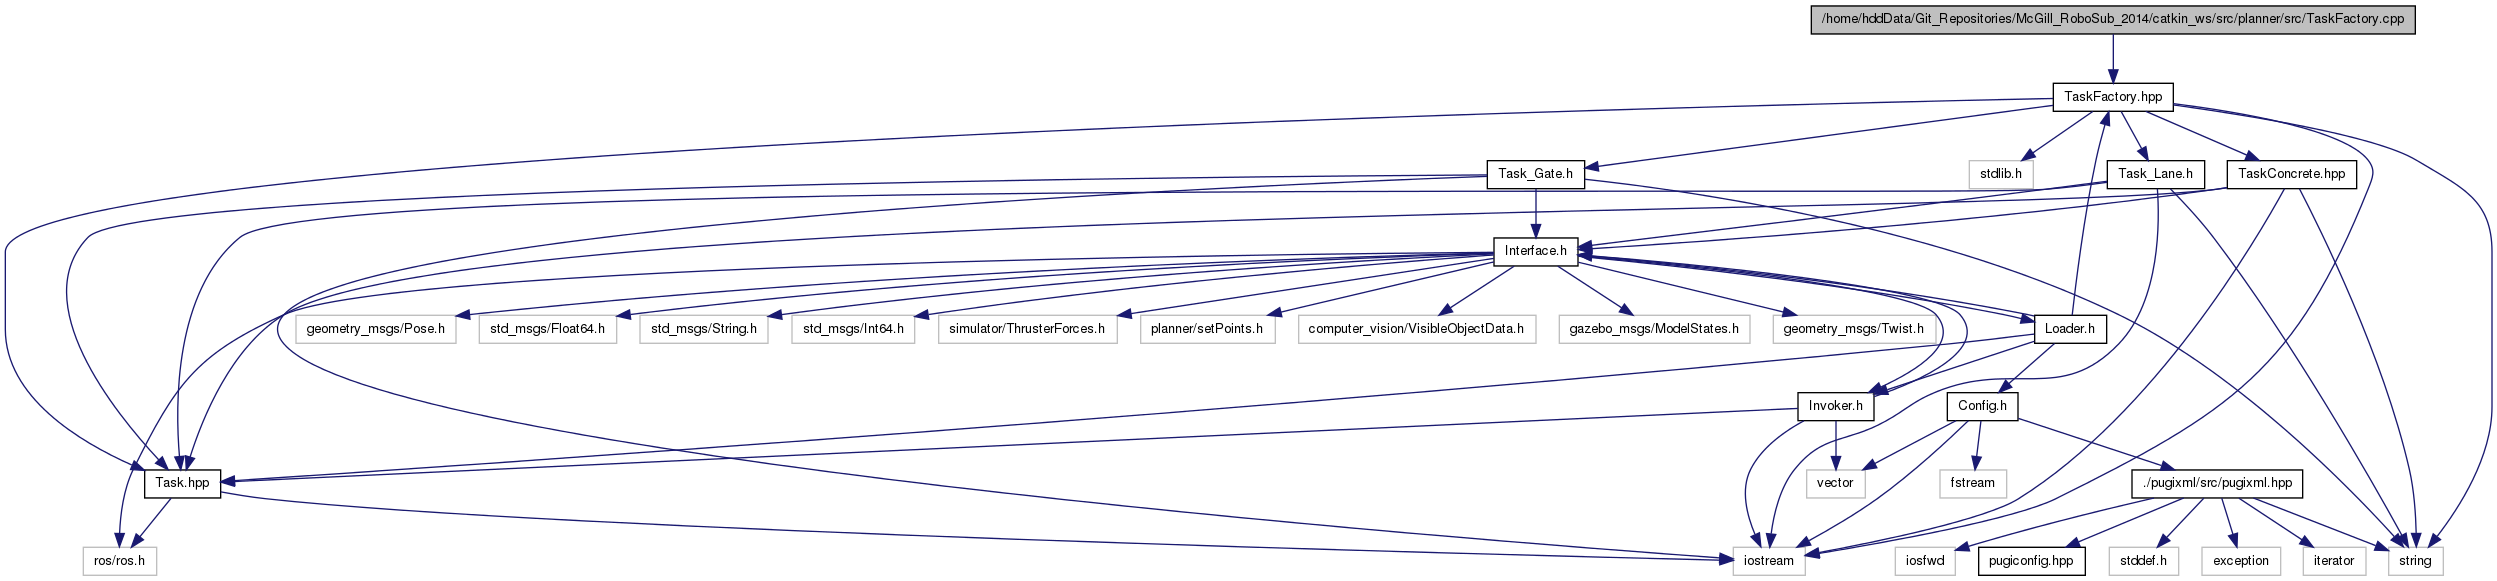 /home/hddData/Git_Repositories/McGill_RoboSub_2014/catkin_ws/src/planner/src/TaskFactory.cpp
TaskFactory.hpp
Task_Gate.h
stdlib.h
Task_Lane.h
TaskConcrete.hpp
Interface.h
geometry_msgs/Pose.h
std_msgs/Float64.h
std_msgs/String.h
std_msgs/Int64.h
simulator/ThrusterForces.h
planner/setPoints.h
computer_vision/VisibleObjectData.h
gazebo_msgs/ModelStates.h
geometry_msgs/Twist.h
Loader.h
Invoker.h
Config.h
Task.hpp
vector
fstream
./pugixml/src/pugixml.hpp
ros/ros.h
iostream
iosfwd
pugiconfig.hpp
stddef.h
exception
iterator
string